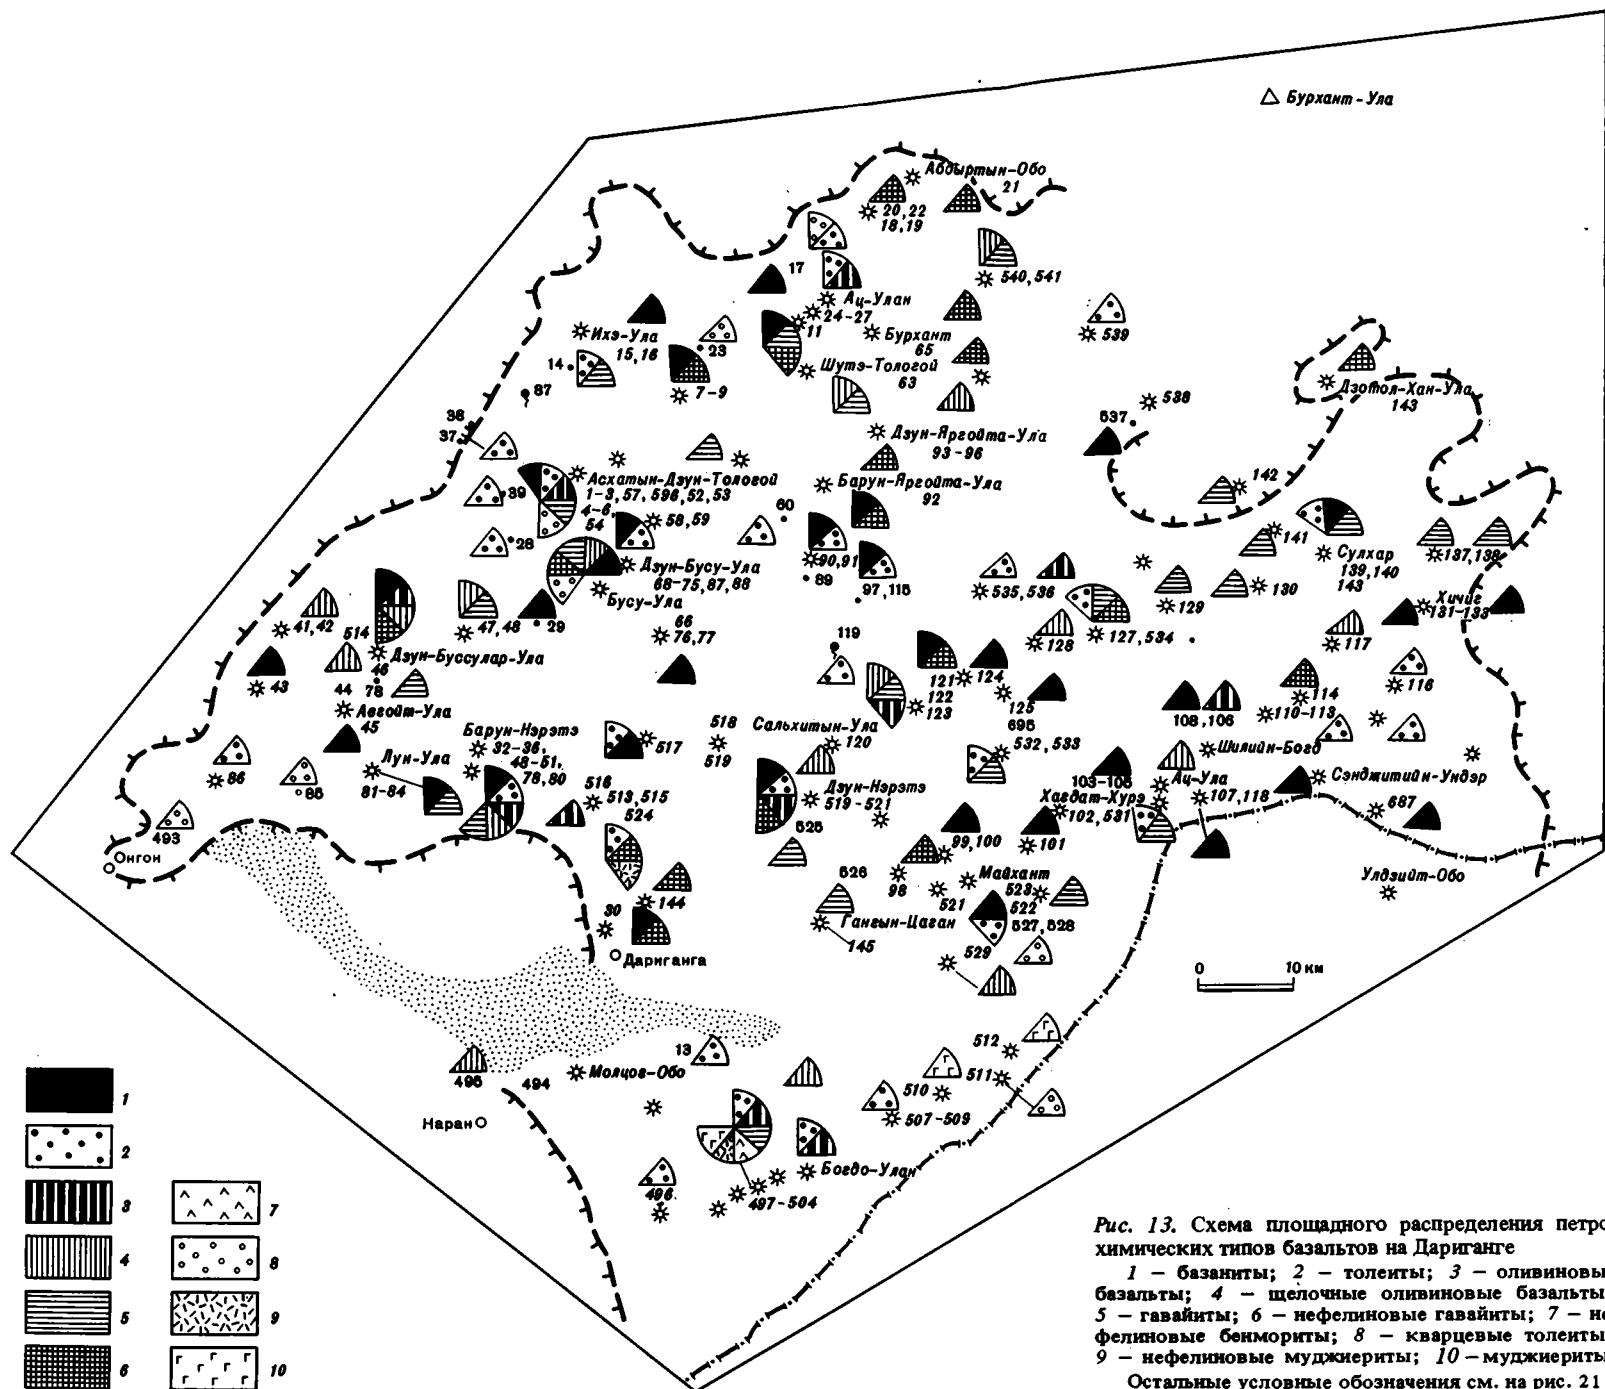 Бурхант-Ула
Абдыртын-Обо
21
20, 22
18, 19
17
540, 541
Ац-Улан
24-27
11
Ихэ-Ула
15, 16
23
Бурхант
65
539
14
7-9
Шутэ-Тологой
63
Дзотол-Хан-Ула
143
87
538
537
38
37
Дзун-Яргойта-Ула
93-96
Асхатын-Дзун-Тологой
1-3, 57, 596, 52, 53
4-6,
54
39
Барун-Яргойта-Ула
92
142
58, 59
60
28
141
Сулхар
139, 140
143
137, 138
90, 91
89
97, 115
Дзун-Бусу-Ула
68-75, 87, 88
Бусу-Ула
535, 536
129
130
Хичиг
131-133
41, 42
514
47, 48
29
66
76, 77
119
128
127, 534
117
Дзун-Буссулар-Ула
46
78
43
44
121
122
123
124
125
695
114
110-113
116
Авгойт-Ула
45
Барун-Нэрэтэ
32-36,
48-51,
78, 80
517
518
519
Сальхитын-Ула
120
532, 533
108, 106
Шилийн-Богд
Лун-Ула
81-84
86
85
516
513, 515
524
Дзун-Нэрэтэ
519-521
525
103-105
Хагдат-Хурэ
102, 531
Ац-Ула
107, 118
Сэнджитийн-Ундэр
687
493
Онгон
99, 100
101
98
526
Майхант
523
522
521
527, 528
Улдзийт-Обо
30
144
Гангын-Цаган
145
529
Дариганга
0 10 км
512
13
495
494
Молцог-Обо
510
511
507-509
Наран
Богдо-Улан
496
497-504
1
2
3
4
5
6
7
8
9
10
Рис. 13. Схема площадного распределения петро
химических типов базальтов на Дариганге
1 – базаниты; 2 – толеиты; 3 – оливиновы
базальты; 4 – щелочные оливиновые базальты
5 – гавайиты; 6 – нефелиновые гавайиты; 7 – не
фелиновые бенмориты; 8 – кварцевые толеиты
9 – нефелиновые муджиериты; 10 – муджиериты
Остальные условные обозначения см. на рис. 21